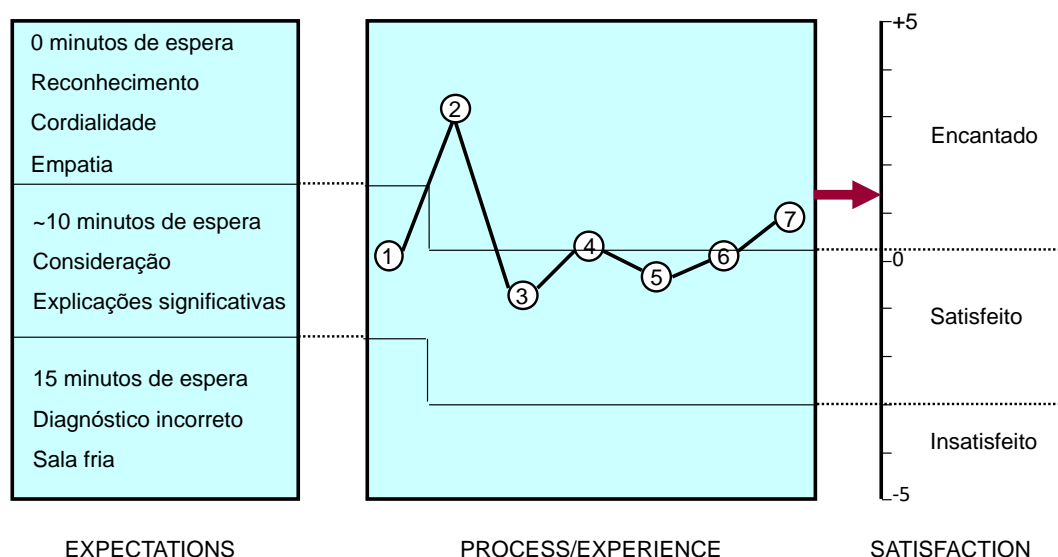 0 minutos de espera
Reconhecimento
Cordialidade
Empatia
~10 minutos de espera
Consideração
Explicações significativas
15 minutos de espera
Diagnóstico incorreto
Sala fria
EXPECTATIONS
1
2
3
4
5
6
7
PROCESS/EXPERIENCE
+5
Encantado
0
Satisfeito
Insatisfeito
-5
SATISFACTION